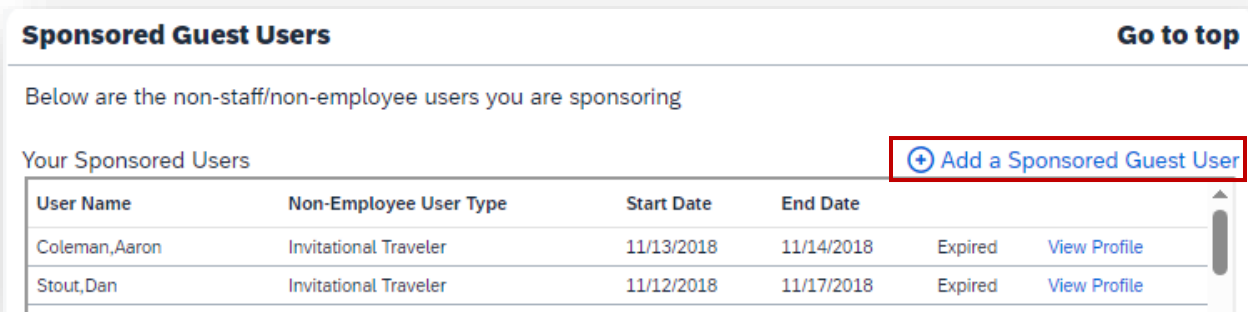 Sponsored Guest Users Go to top
Below are the non-staff/non-employee users you are sponsoring
Your Sponsored Users Add a Sponsored Guest User
User Name Non-Employee User Type Start Date End Date
Coleman,Aaron Invitational Traveler 11/13/2018 11/14/2018 Expired View Profile
Stout,Dan Invitational Traveler 11/12/2018 11/17/2018 Expired View Profile